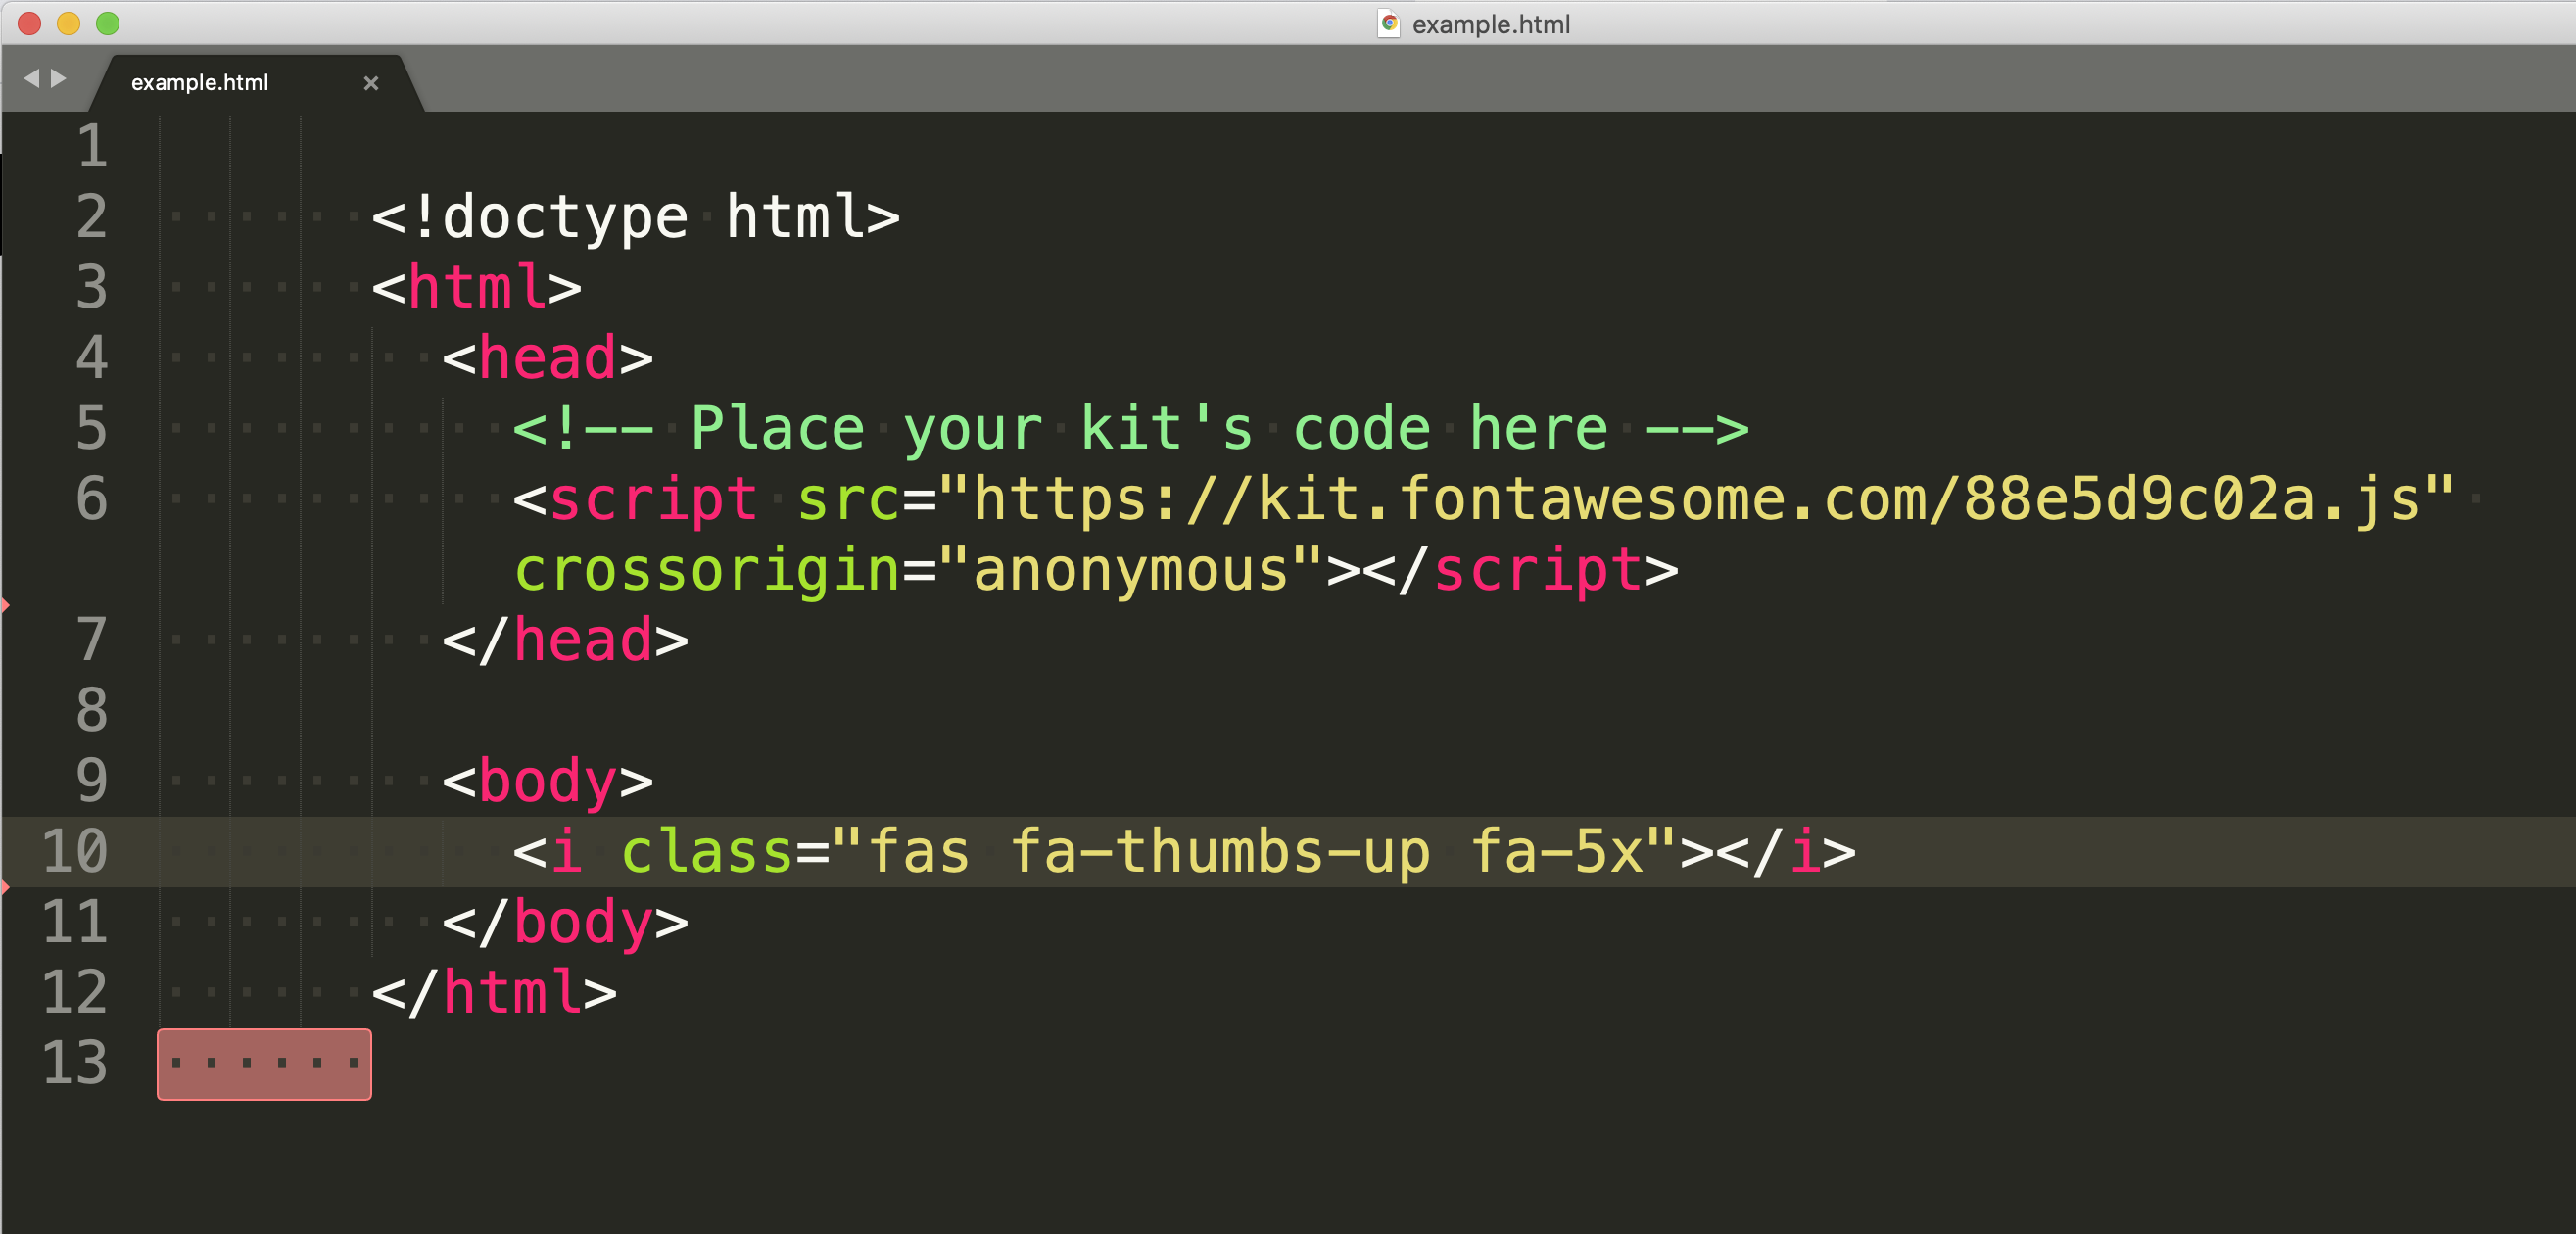 example.html
example.html ×
1
2 <!doctype html>
3 <html>
4 <head>
5 <!-- Place your kit's code here -->
6 <script src="https://kit.fontawesome.com/88e5d9c02a.js"
crossorigin="anonymous"></script>
7 </head>
8
9 <body>
10 <i class="fas fa-thumbs-up fa-5x"></i>
11 </body>
12 </html>
13